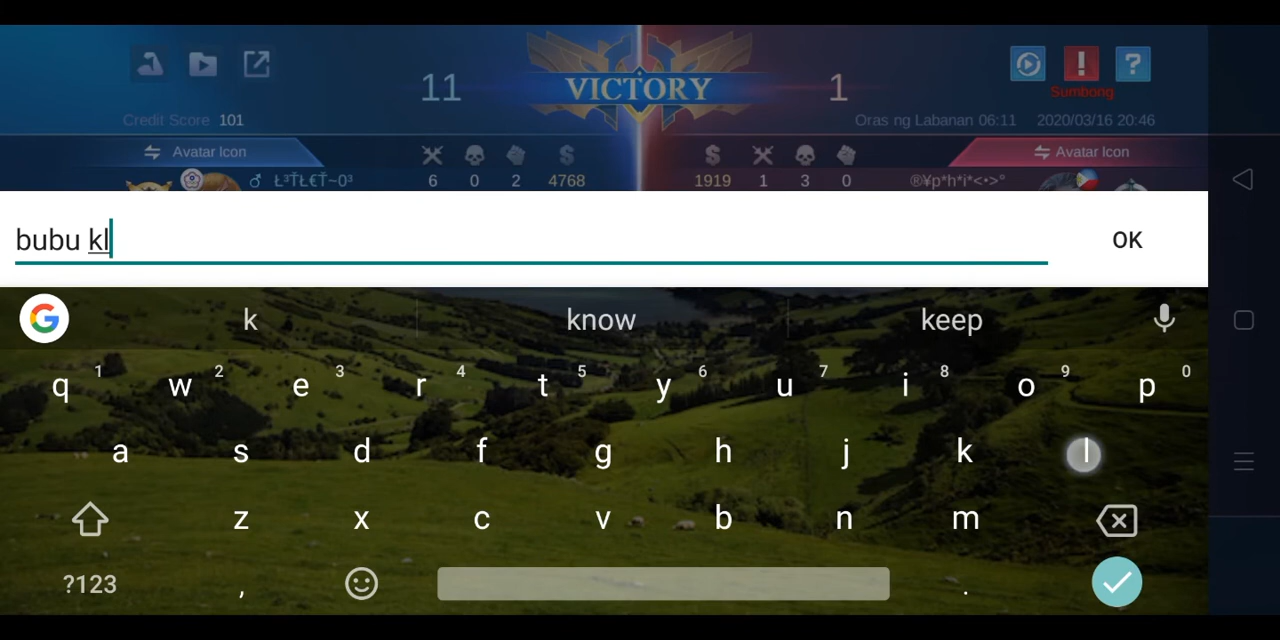 11 VICTORY 1
Sumbong
Credit Score 101 Oras ng Labanan 06:11 2020/03/16 20:46
Avatar Icon Avatar Icon
♂ Ł³ŤŁ€Ť~0³ 6 0 2 4768 1919 1 3 0 ®¥p*h*i*<•>°
bubu kl OK
k know keep
q 1 w 2 e 3 r 4 t 5 y 6 u 7 i 8 o 9 p 0
a s d f g h j k l
z x c v b n m
?123 , .